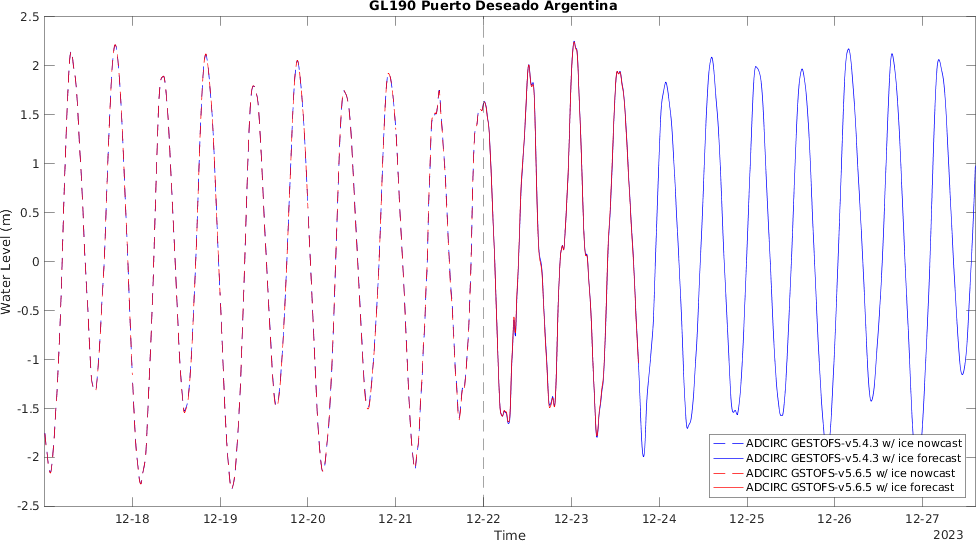 GL190 Puerto Deseado Argentina
2.5
2
1.5
1
0.5
0
-0.5
-1
-1.5
-2
-2.5
Water Level (m)
ADCIRC GESTOFS-v5.4.3 w/ ice nowcast
ADCIRC GESTOFS-v5.4.3 w/ ice forecast
ADCIRC GSTOFS-v5.6.5 w/ ice nowcast
ADCIRC GSTOFS-v5.6.5 w/ ice forecast
12-18 12-19 12-20 12-21 12-22 12-23 12-24 12-25 12-26 12-27
Time
2023